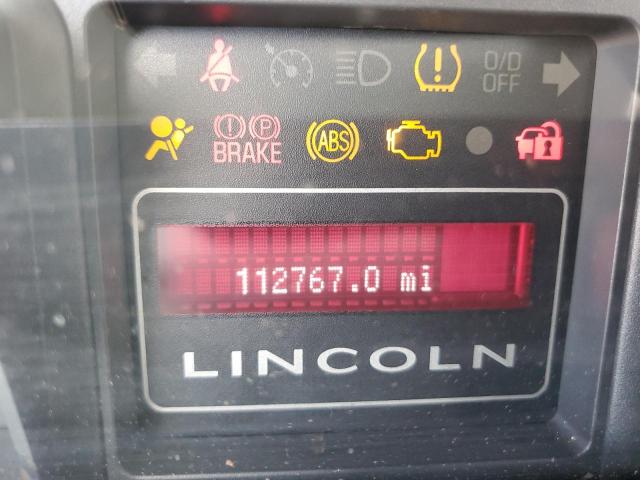 O/D
OFF
! P
BRAKE
ABS
112767.0 mi
LINCOLN